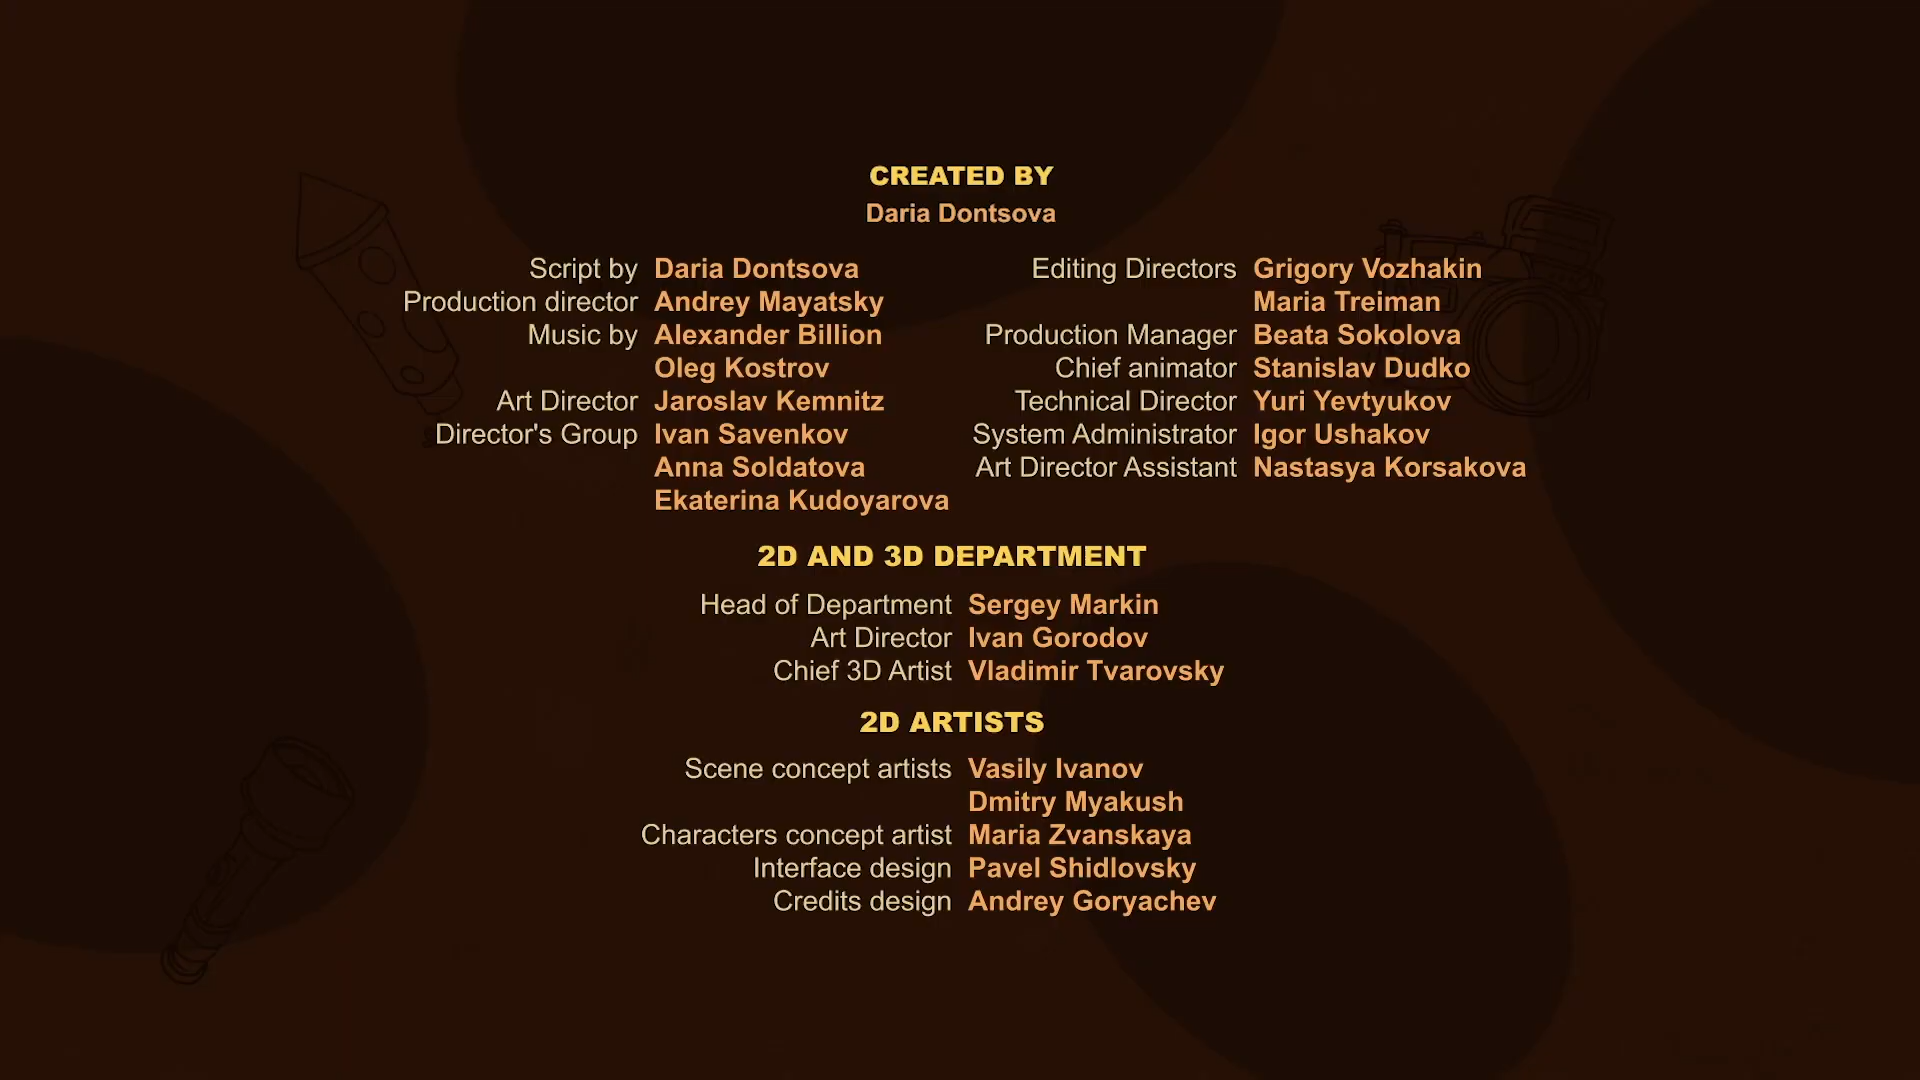 CREATED BY
Daria Dontsova
Script by Daria Dontsova
Production director Andrey Mayatsky
Music by Alexander Billion
Oleg Kostrov
Art Director Jaroslav Kemnitz
Director's Group Ivan Savenkov
Anna Soldatova
Ekaterina Kudoyarova
Editing Directors Grigory Vozhakin
Maria Treiman
Production Manager Beata Sokolova
Chief animator Stanislav Dudko
Technical Director Yuri Yevtyukov
System Administrator Igor Ushakov
Art Director Assistant Nastasya Korsakova
2D AND 3D DEPARTMENT
Head of Department Sergey Markin
Art Director Ivan Gorodov
Chief 3D Artist Vladimir Tvarovsky
2D ARTISTS
Scene concept artists Vasily Ivanov
Dmitry Myakush
Characters concept artist Maria Zvanskaya
Interface design Pavel Shidlovsky
Credits design Andrey Goryachev